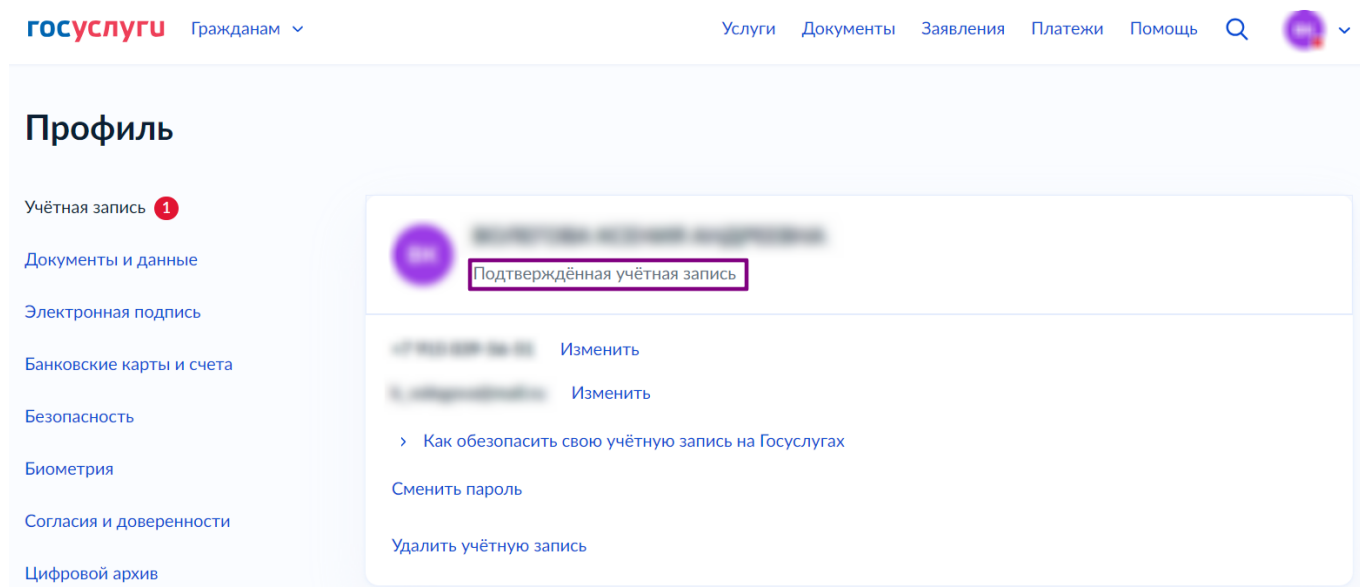 госуслуги Гражданам Услуги Документы Заявления Платежи Помощь
Профиль
Учётная запись 1
Документы и данные
Электронная подпись
Банковские карты и счета
Безопасность
Биометрия
Согласия и доверенности
Цифровой архив
Подтверждённая учётная запись
Изменить
Изменить
Как обезопасить свою учётную запись на Госуслугах
Сменить пароль
Удалить учётную запись